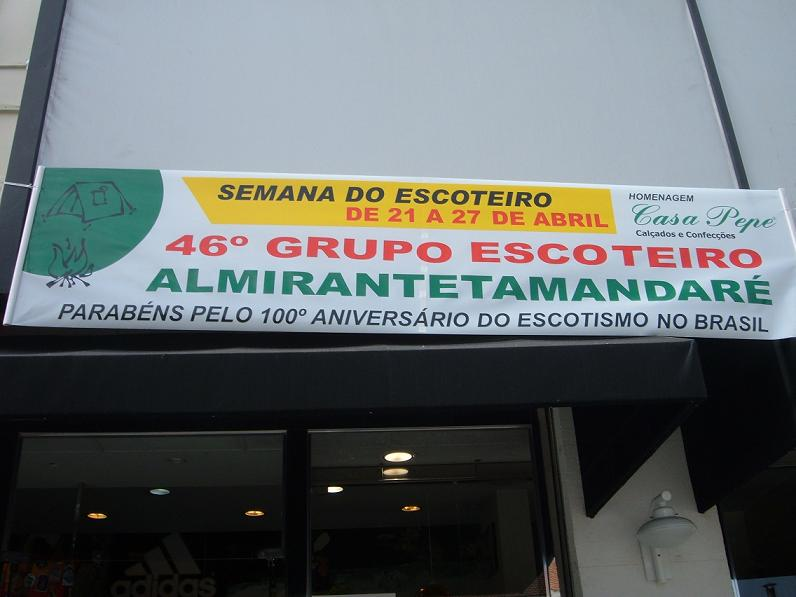 SEMANA DO ESCOTEIRO
DE 21 A 27 DE ABRIL
HOMENAGEM
Casa Pepe
Calçados e Confecções
46º GRUPO ESCOTEIRO
ALMIRANTETAMANDARÉ
PARABÉNS PELO 100º ANIVERSÁRIO DO ESCOTISMO NO BRASIL
adidas